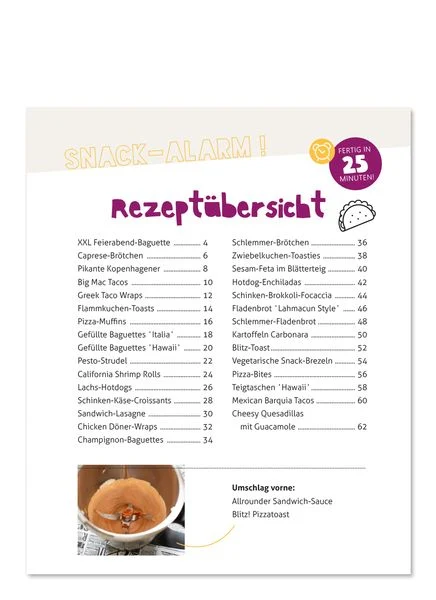 SNACK-ALARM !
FERTIG IN
25
MINUTEN!
Rezeptübersicht
XXL Feierabend-Baguette 4
Caprese-Brötchen 6
Pikante Kopenhagener 8
Big Mac Tacos 10
Greek Taco Wraps 12
Flammkuchen-Toasts 14
Pizza-Muffins 16
Gefüllte Baguettes "Italia" 18
Gefüllte Baguettes "Hawaii" 20
Pesto-Strudel 22
California Shrimp Rolls 24
Lachs-Hotdogs 26
Schinken-Käse-Croissants 28
Sandwich-Lasagne 30
Chicken Döner-Wraps 32
Champignon-Baguettes 34
Schlemmer-Brötchen 36
Zwiebelkuchen-Toasties 38
Sesam-Feta im Blätterteig 40
Hotdog-Enchiladas 42
Schinken-Brokkoli-Focaccia 44
Fladenbrot "Lahmacun Style" 46
Schlemmer-Fladenbrot 48
Kartoffeln Carbonara 50
Blitz-Toast 52
Vegetarische Snack-Brezeln 54
Pizza-Bites 56
Teigtaschen "Hawaii" 58
Mexican Barquia Tacos 60
Cheesy Quesadillas
mit Guacamole 62
Umschlag vorne:
Allrounder Sandwich-Sauce
Blitz! Pizzatoast